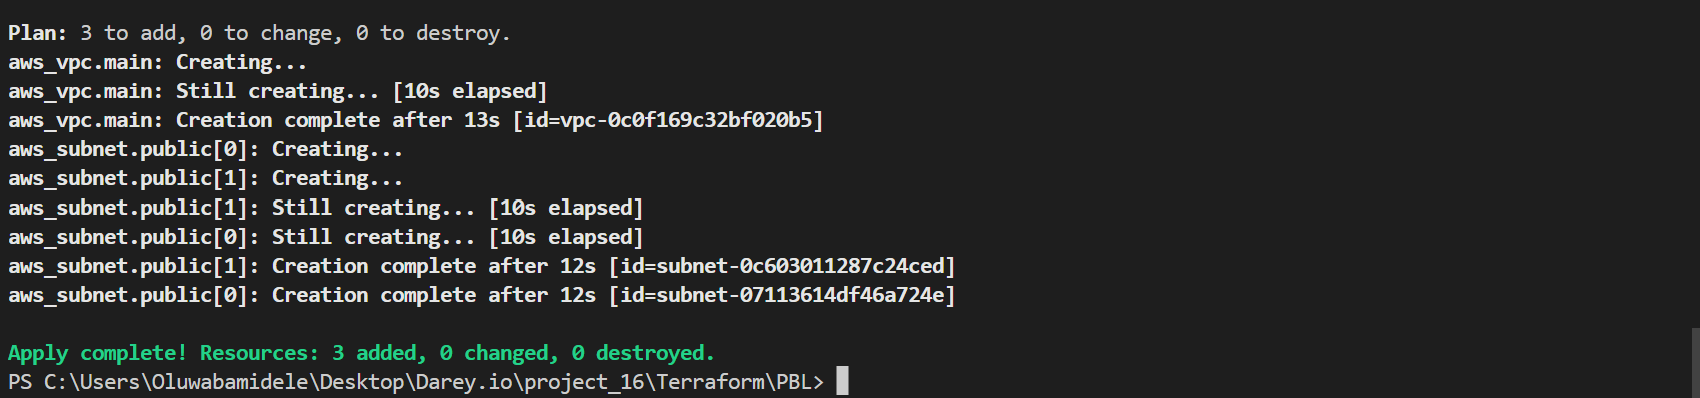 Plan: 3 to add, 0 to change, 0 to destroy.
aws_vpc.main: Creating...
aws_vpc.main: Still creating... [10s elapsed]
aws_vpc.main: Creation complete after 13s [id=vpc-0c0f169c32bf020b5]
aws_subnet.public[0]: Creating...
aws_subnet.public[1]: Creating...
aws_subnet.public[1]: Still creating... [10s elapsed]
aws_subnet.public[0]: Still creating... [10s elapsed]
aws_subnet.public[1]: Creation complete after 12s [id=subnet-0c603011287c24ced]
aws_subnet.public[0]: Creation complete after 12s [id=subnet-07113614df46a724e]
Apply complete! Resources: 3 added, 0 changed, 0 destroyed.
PS C:\Users\Oluwabamidele\Desktop\Darey.io\project_16\Terraform\PBL>